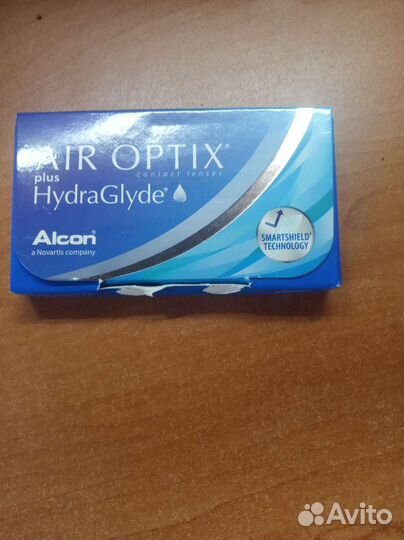 AIR OPTIX®
plus
contact lenses
HydraGlyde®
Alcon®
a Novartis company
SMARTSHIELD®
TECHNOLOGY
Avito